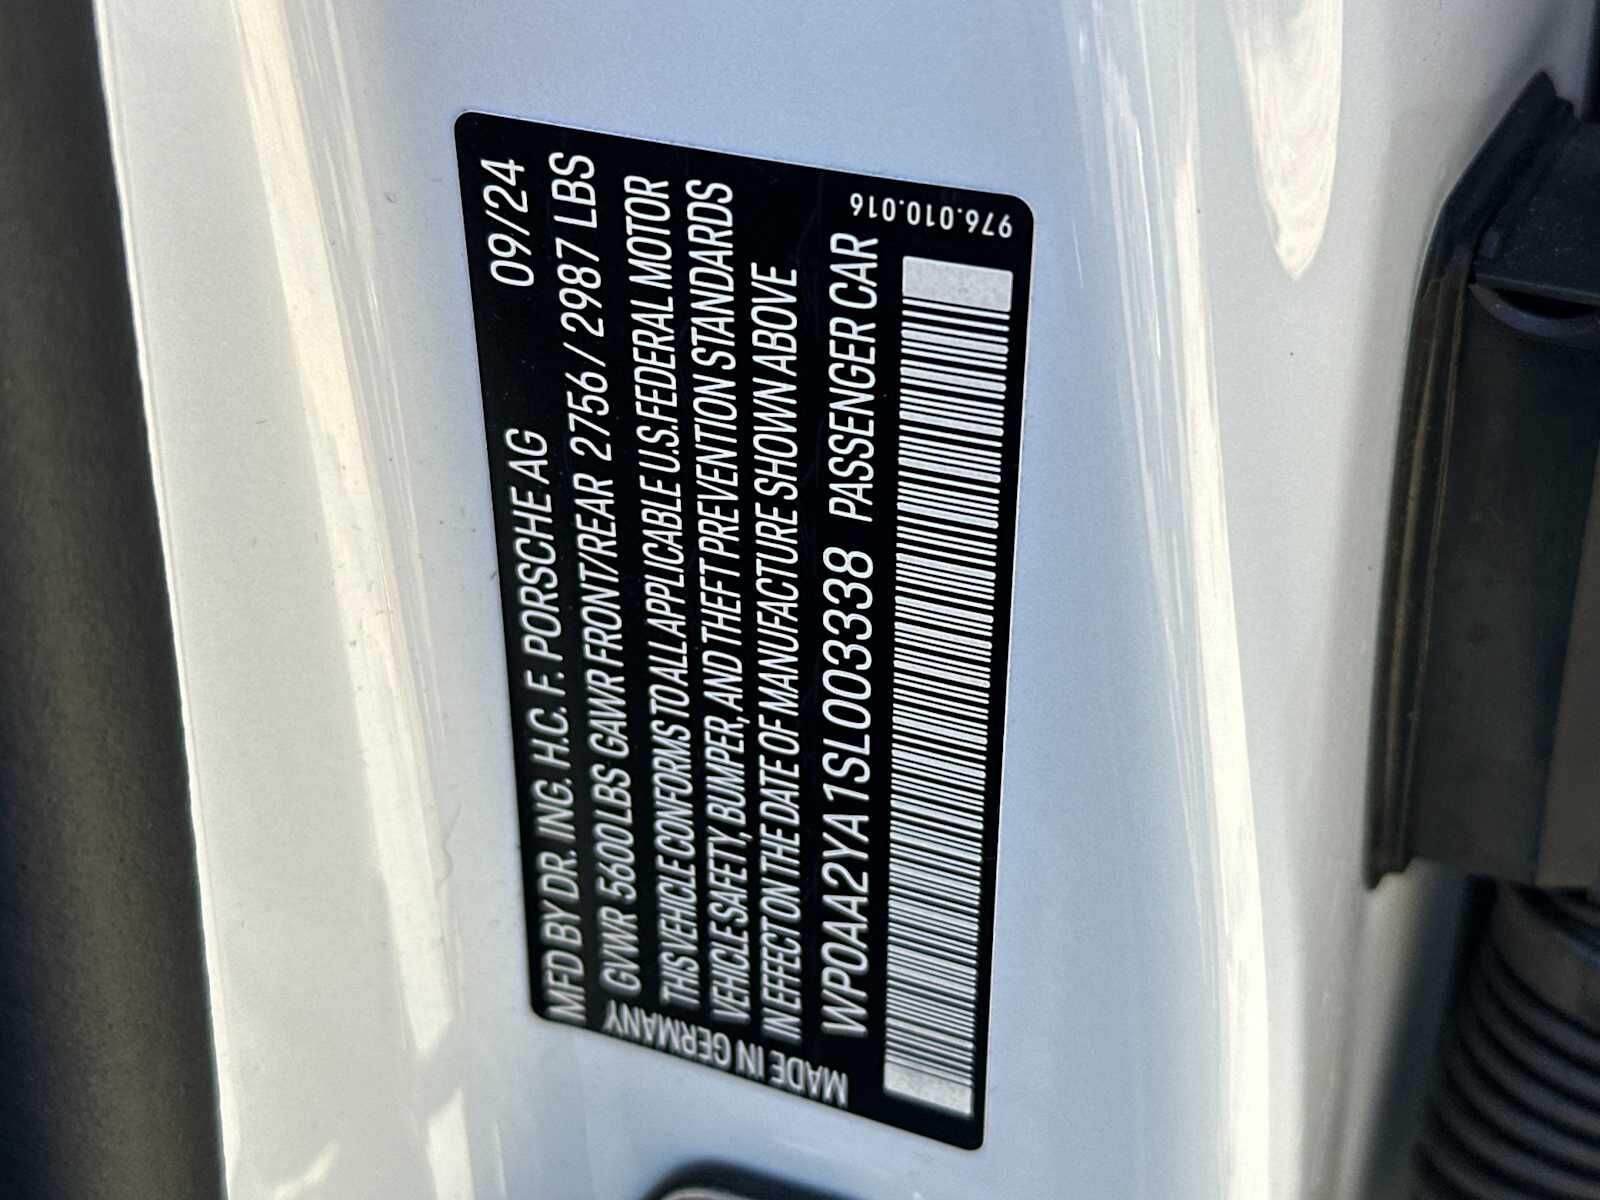 MFD BY DR. ING. H.C. F. PORSCHE AG 09/24
GVWR 5600 LBS GAWR FRONT/REAR 2756 / 2987 LBS
THIS VEHICLE CONFORMS TO ALL APPLICABLE U.S. FEDERAL MOTOR
VEHICLE SAFETY, BUMPER, AND THEFT PREVENTION STANDARDS
IN EFFECT ON THE DATE OF MANUFACTURE SHOWN ABOVE
WP0AA2YA1SL003338 PASSENGER CAR
MADE IN GERMANY
976.010.016